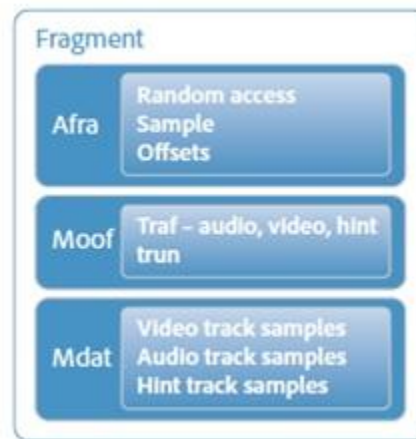 Fragment
Afra
Random access
Sample
Offsets
Moof
Traf – audio, video, hint
trun
Mdat
Video track samples
Audio track samples
Hint track samples